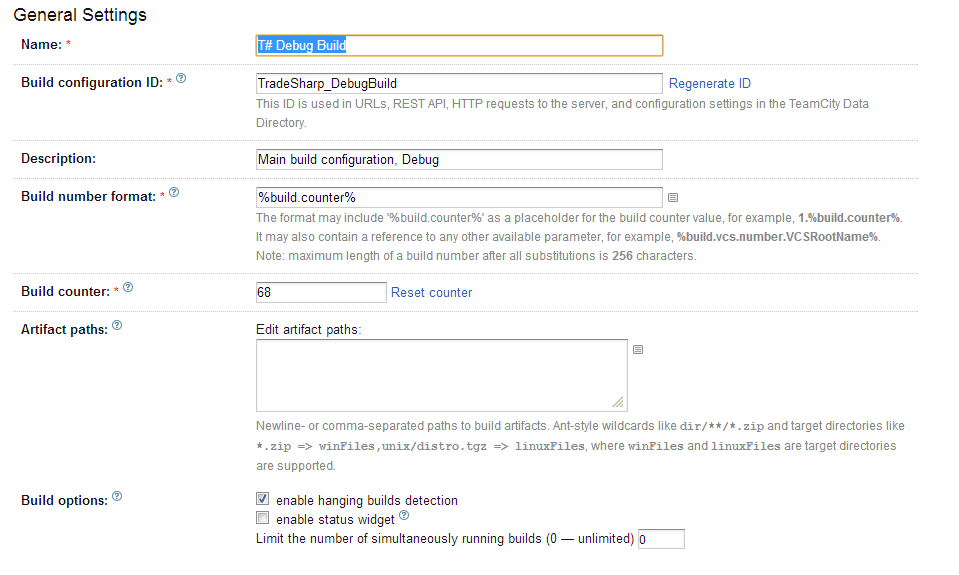 General Settings
Name: *
T# Debug Build
Build configuration ID: * ?
TradeSharp_DebugBuild
Regenerate ID
This ID is used in URLs, REST API, HTTP requests to the server, and configuration settings in the TeamCity Data
Directory.
Description:
Main build configuration, Debug
Build number format: * ?
%build.counter%
The format may include '%build.counter%' as a placeholder for the build counter value, for example, 1.%build.counter%.
It may also contain a reference to any other available parameter, for example, %build.vcs.number.VCSRootName%.
Note: maximum length of a build number after all substitutions is 256 characters.
Build counter: * ?
68
Reset counter
Artifact paths: ?
Edit artifact paths:
Newline- or comma-separated paths to build artifacts. Ant-style wildcards like dir/**/*.zip and target directories like
*.zip => winFiles,unix/distro.tgz => linuxFiles, where winFiles and linuxFiles are target directories
are supported.
Build options: ?
enable hanging builds detection
enable status widget ?
Limit the number of simultaneously running builds (0 — unlimited) 0